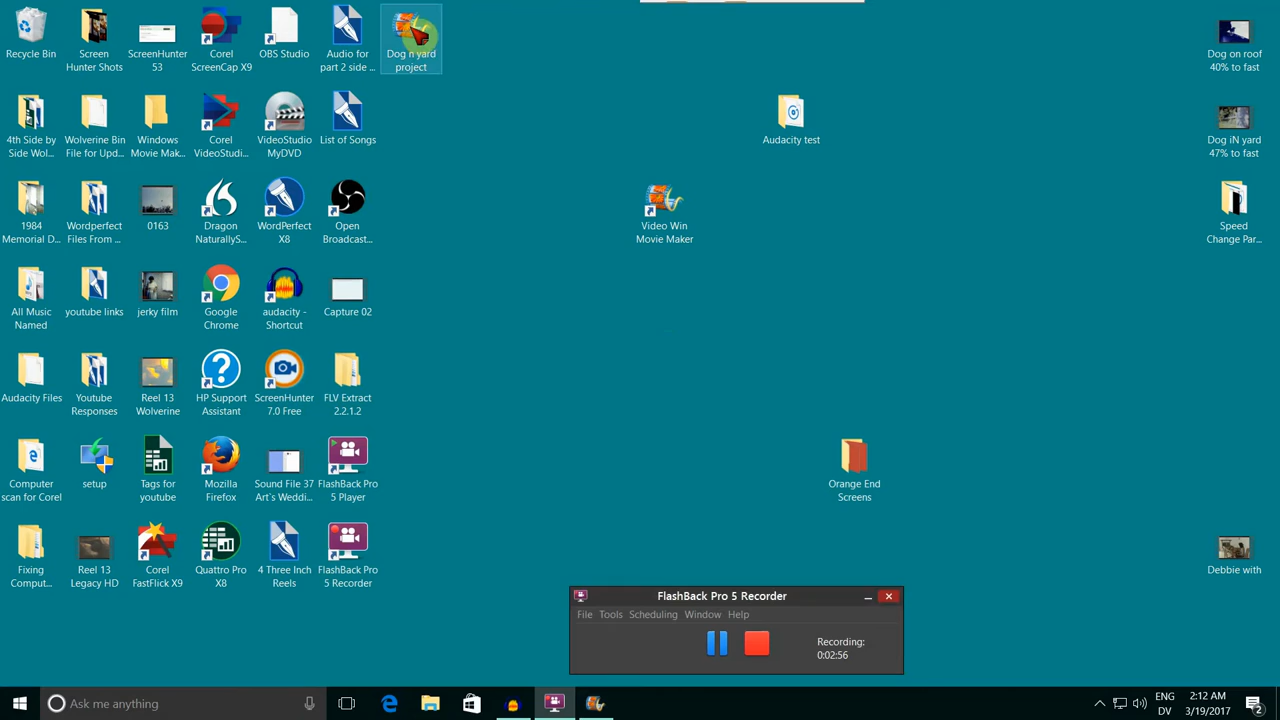 Recycle Bin
Screen
Hunter Shots
ScreenHunter
53
Corel
ScreenCap X9
OBS Studio
Audio for
part 2 side ...
Dog n yard
project
Dog on roof
40% to fast
4th Side by
Side Wol...
Wolverine Bin
File for Upd...
Windows
Movie Mak...
Corel
VideoStudi...
VideoStudio
MyDVD
List of Songs
Audacity test
Dog iN yard
47% to fast
1984
Memorial D...
Wordperfect
Files From ...
0163
Dragon
NaturallyS...
WordPerfect
X8
Open
Broadcast...
Video Win
Movie Maker
Speed
Change Par...
All Music
Named
youtube links
jerky film
Google
Chrome
audacity -
Shortcut
Capture 02
Audacity Files
Youtube
Responses
Reel 13
Wolverine
HP Support
Assistant
ScreenHunter
7.0 Free
FLV Extract
2.2.1.2
Computer
scan for Corel
setup
Tags for
youtube
Mozilla
Firefox
Sound File 37
Art's Weddi...
FlashBack Pro
5 Player
Orange End
Screens
Fixing
Comput...
Reel 13
Legacy HD
Corel
FastFlick X9
Quattro Pro
X8
4 Three Inch
Reels
FlashBack Pro
5 Recorder
Debbie with
FlashBack Pro 5 Recorder
File Tools Scheduling Window Help
Recording:
0:02:56
Ask me anything
ENG
DV
2:12 AM
3/19/2017
2